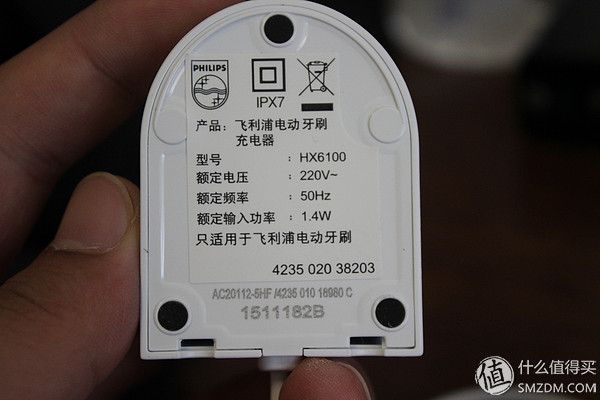 PHILIPS
IPX7
产品：飞利浦电动牙刷
充电器
型号 ：HX6100
额定电压 ：220V~
额定频率 ：50Hz
额定输入功率 ：1.4W
只适用于飞利浦电动牙刷
4235 020 38203
AC20112-5HF /4235 010 18980 C
1511182B
值 什么值得买
SMZDM.COM